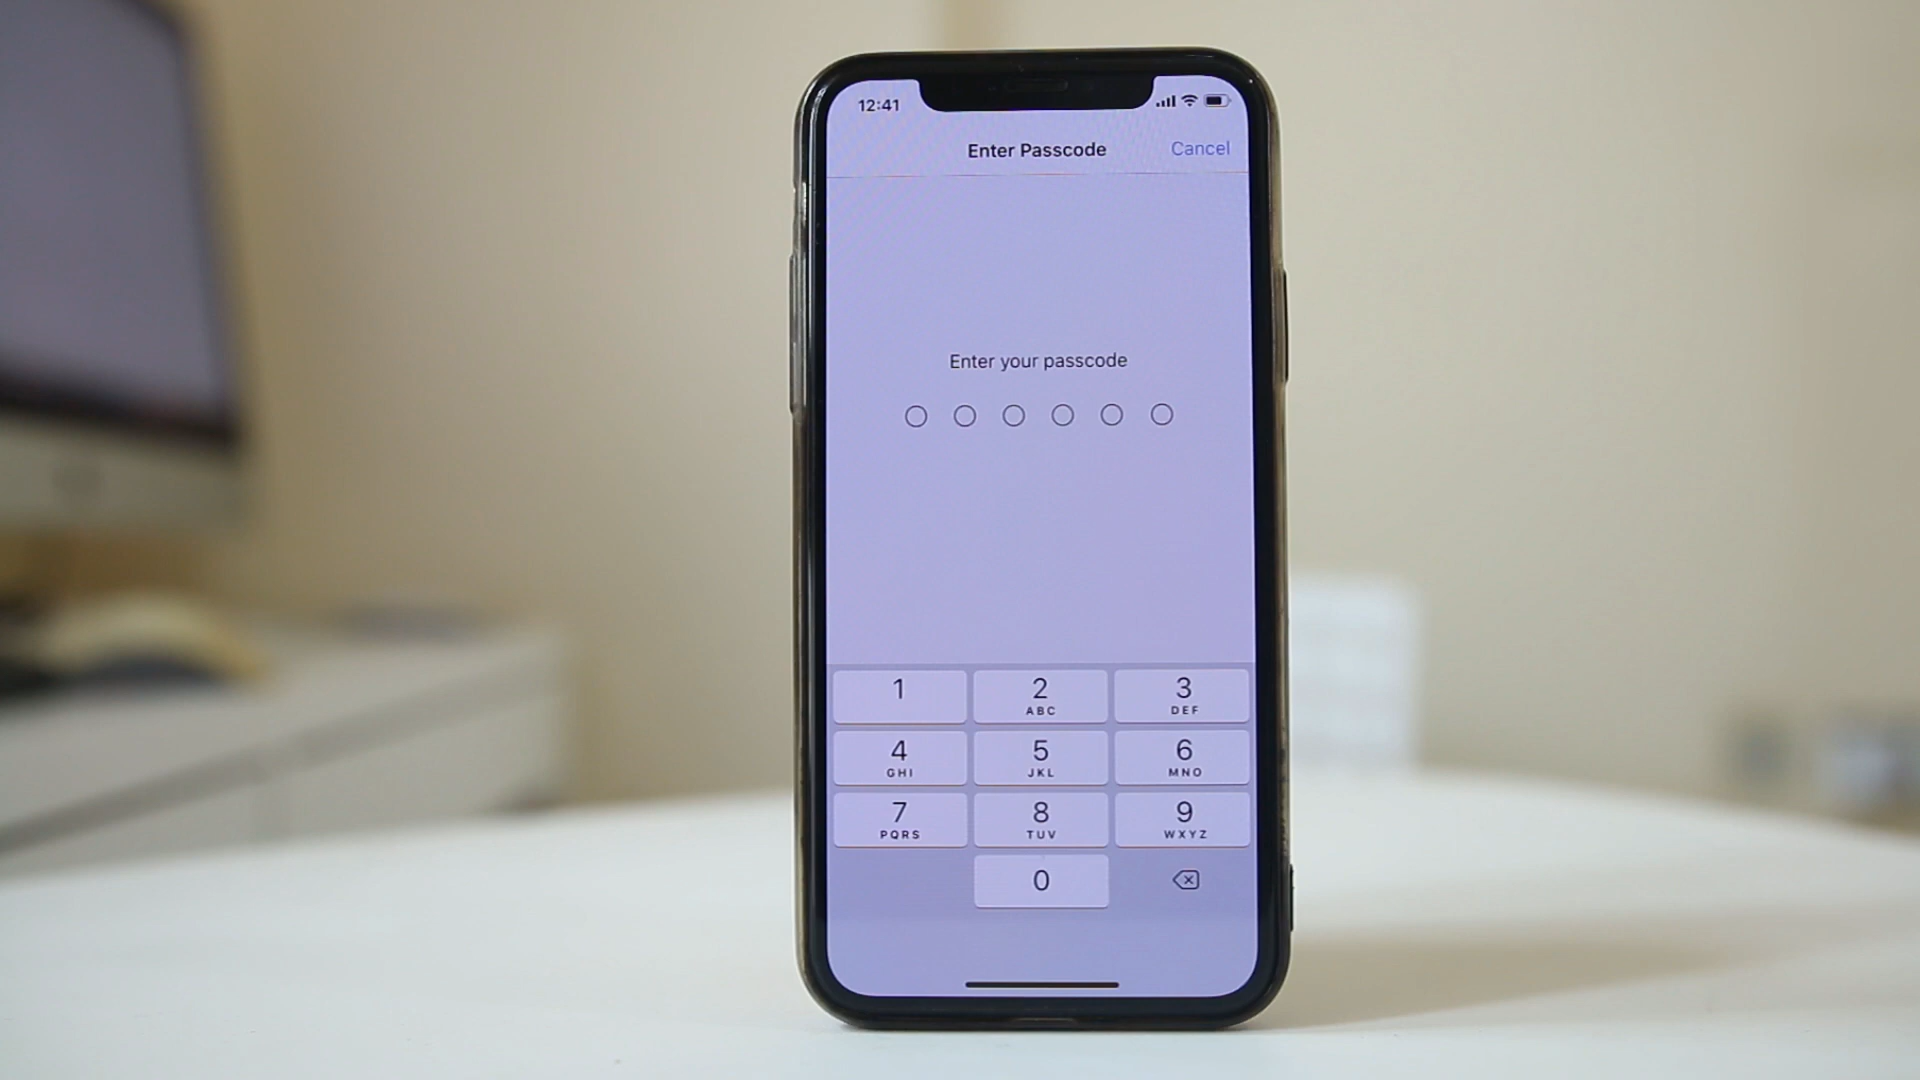 12:41
Enter Passcode
Cancel
Enter your passcode
1
2
3
ABC
DEF
4
5
6
GHI
JKL
MNO
7
8
9
PQRS
TUV
WXYZ
0